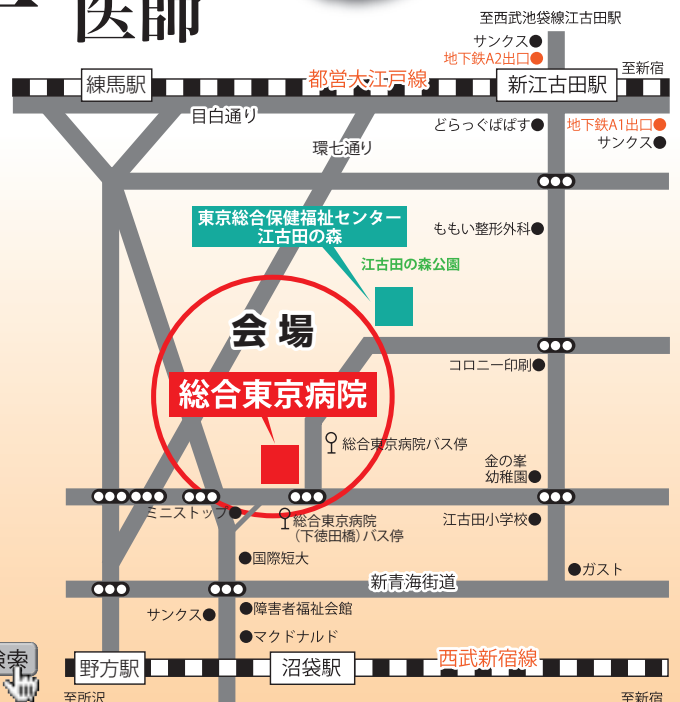 医師
至西武池袋線江古田駅
サンクス
地下鉄A2出口
至新宿
都営大江戸線
練馬駅
新江古田駅
目白通り
どらっぐぱぱす
地下鉄A1出口
サンクス
環七通り
東京総合保健福祉センター
江古田の森
ももい整形外科
江古田の森公園
会場
コロニー印刷
総合東京病院
総合東京病院バス停
金の峯
幼稚園
ミニストップ
総合東京病院
(下徳田橋)バス停
江古田小学校
国際短大
ガスト
新青海街道
サンクス
障害者福祉会館
マクドナルド
検索
西武新宿線
野方駅
沼袋駅
至所沢
至新宿